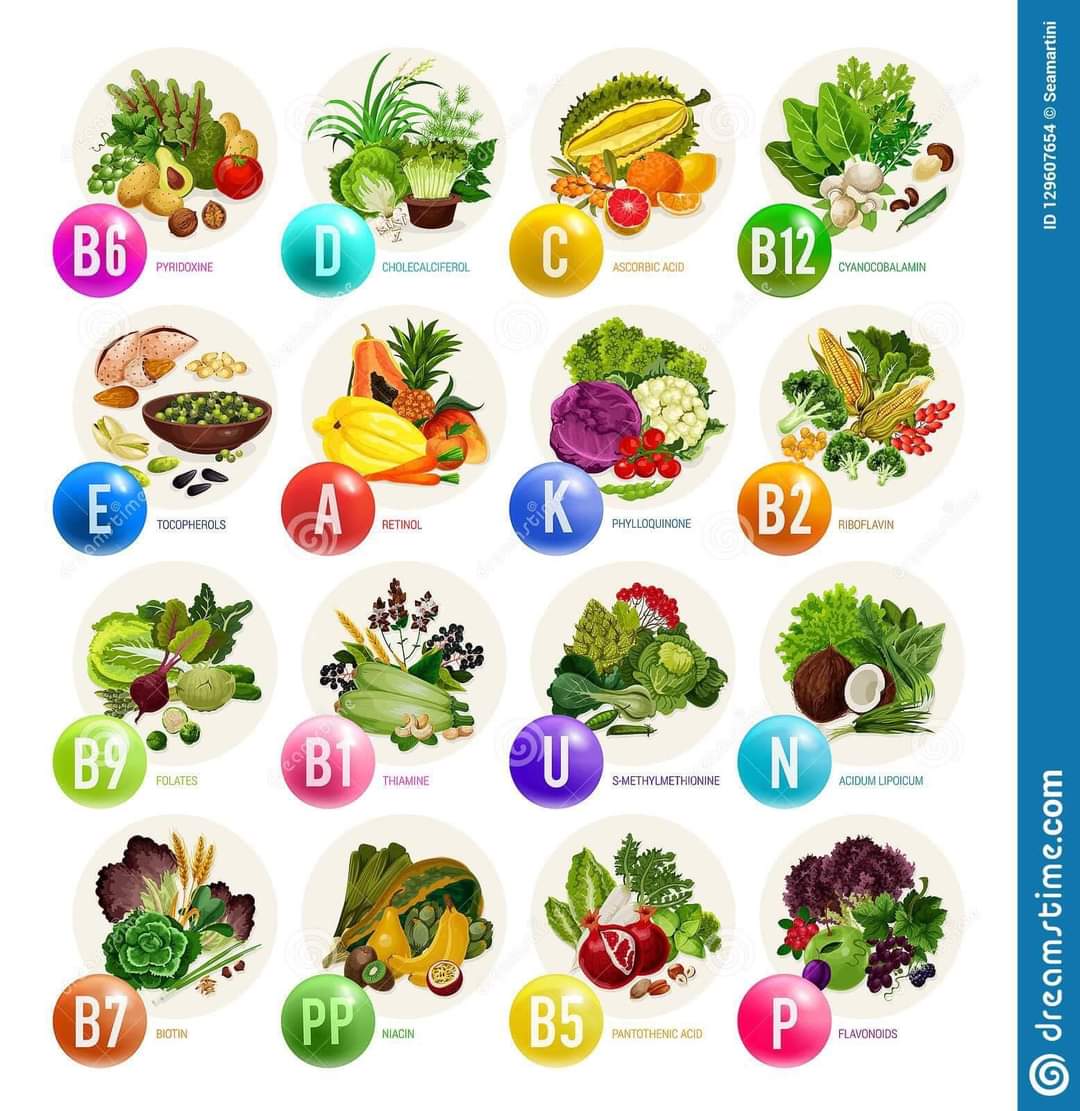 B6 PYRIDOXINE
D CHOLECALCIFEROL
C ASCORBIC ACID
B12 CYANOCOBALAMIN
E TOCOPHEROLS
A RETINOL
K PHYLLOQUINONE
B2 RIBOFLAVIN
B9 FOLATES
B1 THIAMINE
U S-METHYLMETHIONINE
N ACIDUM LIPOICUM
B7 BIOTIN
PP NIACIN
B5 PANTOTHENIC ACID
P FLAVONOIDS
ID 129607654 © Seamartini
dreamstime.com